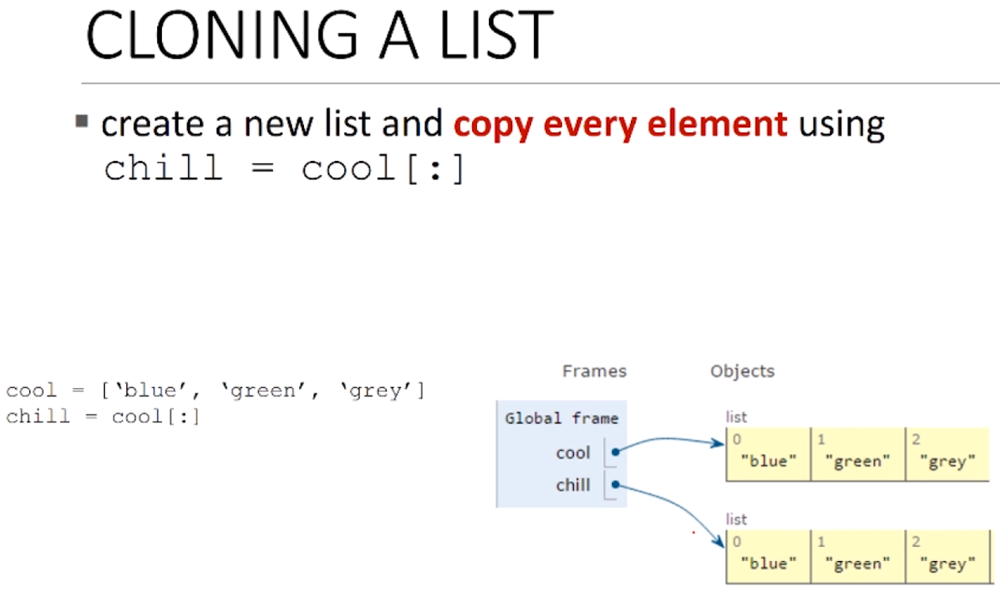 CLONING A LIST
▪ create a new list and copy every element using
chill = cool[:]
cool = [‘blue’, ‘green’, ‘grey’]
chill = cool[:]
Frames Objects
Global frame
cool
chill
list
0 1 2
"blue" "green" "grey"
list
0 1 2
"blue" "green" "grey"